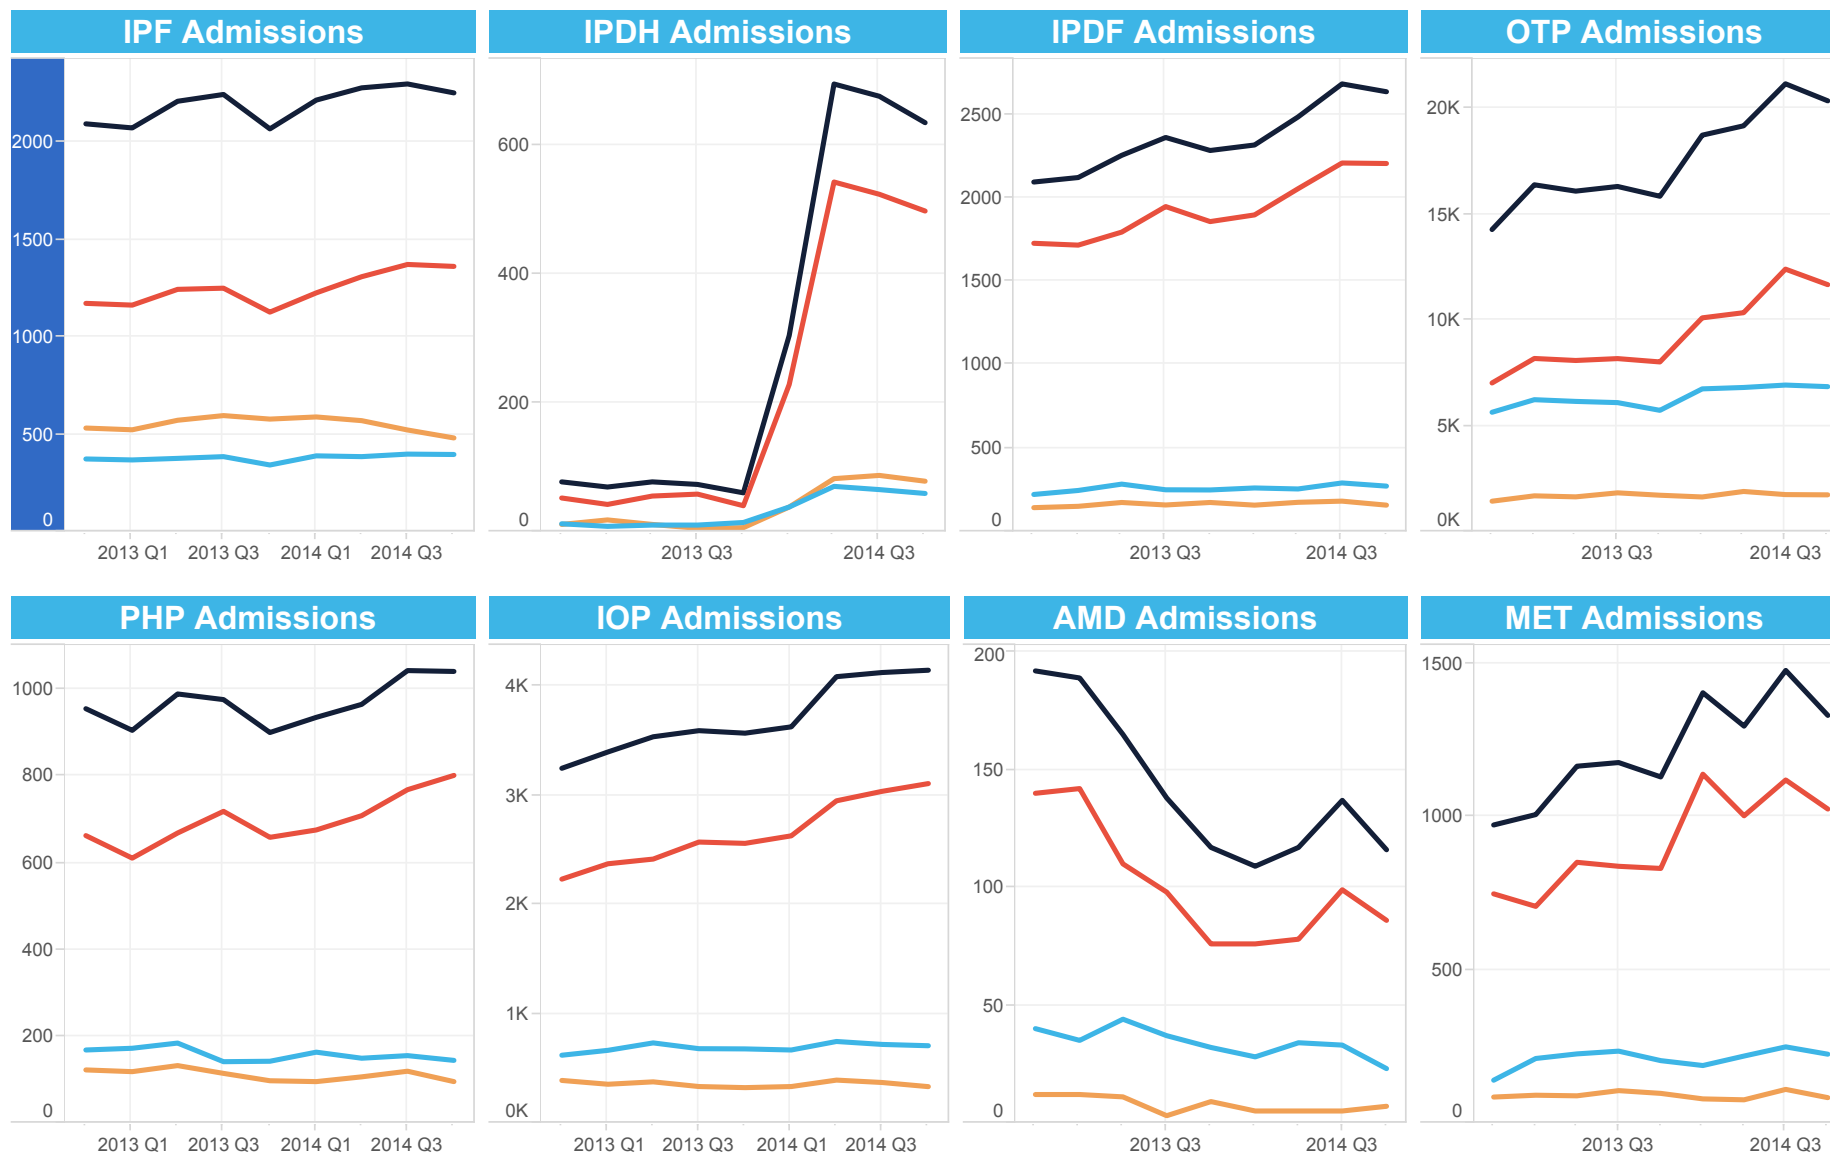 IPF Admissions
2000
1500
1000
500
0
2013 Q1 2013 Q3 2014 Q1 2014 Q3
IPDH Admissions
600
400
200
0
2013 Q3 2014 Q3
IPDF Admissions
2500
2000
1500
1000
500
0
2013 Q3 2014 Q3
OTP Admissions
20K
15K
10K
5K
0K
2013 Q3 2014 Q3
PHP Admissions
1000
800
600
400
200
0
2013 Q1 2013 Q3 2014 Q1 2014 Q3
IOP Admissions
4K
3K
2K
1K
0K
2013 Q1 2013 Q3 2014 Q1 2014 Q3
AMD Admissions
200
150
100
50
0
2013 Q3 2014 Q3
MET Admissions
1500
1000
500
0
2013 Q3 2014 Q3